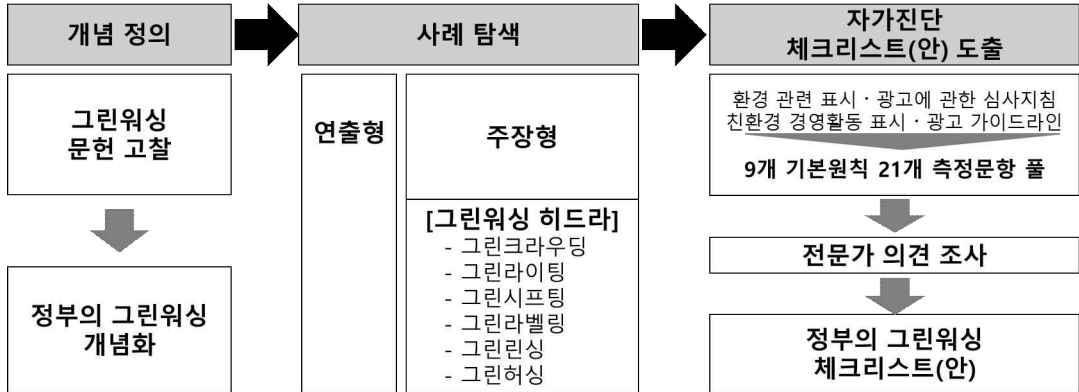 개념 정의
그린워싱
문헌 고찰
정부의 그린워싱
개념화
사례 탐색
연출형
주장형
[그린워싱 히드라]
- 그린크라우딩
- 그린라이팅
- 그린시프팅
- 그린라벨링
- 그린린싱
- 그린허싱
자가진단
체크리스트(안) 도출
환경 관련 표시 · 광고에 관한 심사지침
친환경 경영활동 표시 · 광고 가이드라인
9개 기본원칙 21개 측정문항 풀
전문가 의견 조사
정부의 그린워싱
체크리스트(안)